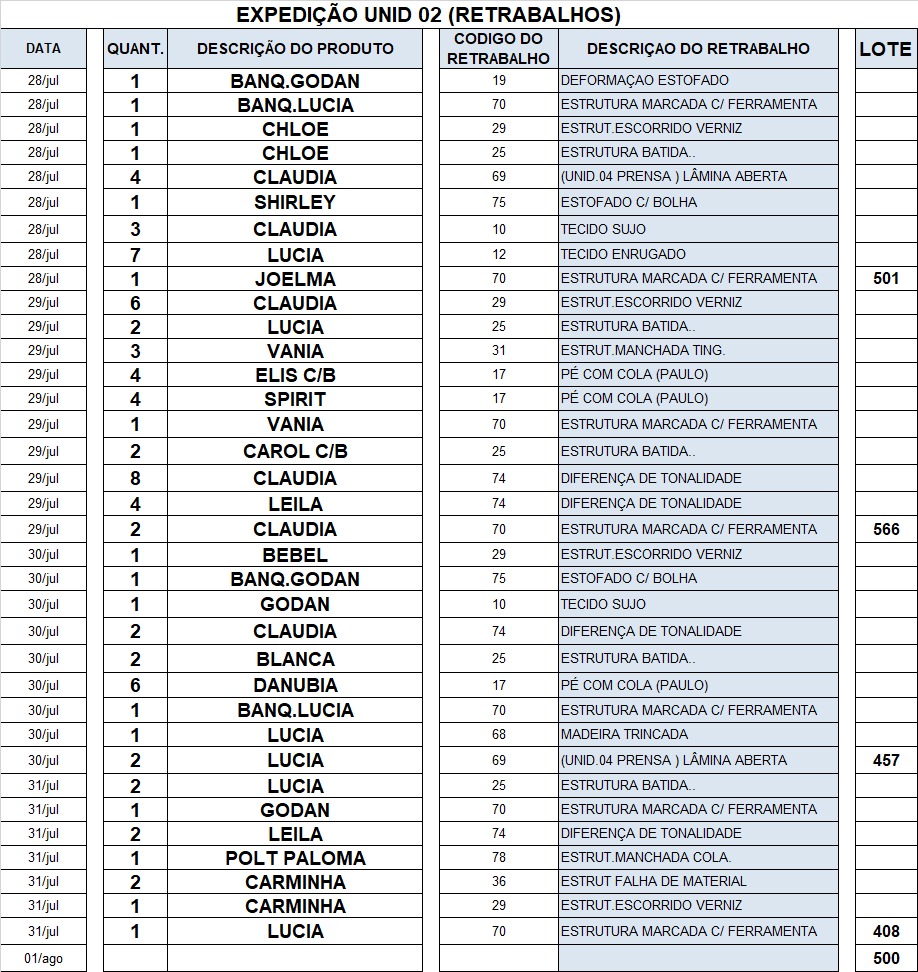 EXPEDIÇÃO UNID 02 (RETRABALHOS)
DATA QUANT. DESCRIÇÃO DO PRODUTO CODIGO DO RETRABALHO DESCRIÇAO DO RETRABALHO LOTE
28/jul 1 BANQ.GODAN 19 DEFORMAÇAO ESTOFADO
28/jul 1 BANQ.LUCIA 70 ESTRUTURA MARCADA C/ FERRAMENTA
28/jul 1 CHLOE 29 ESTRUT.ESCORRIDO VERNIZ
28/jul 1 CHLOE 25 ESTRUTURA BATIDA..
28/jul 4 CLAUDIA 69 (UNID.04 PRENSA ) LÂMINA ABERTA
28/jul 1 SHIRLEY 75 ESTOFADO C/ BOLHA
28/jul 3 CLAUDIA 10 TECIDO SUJO
28/jul 7 LUCIA 12 TECIDO ENRUGADO
28/jul 1 JOELMA 70 ESTRUTURA MARCADA C/ FERRAMENTA 501
29/jul 6 CLAUDIA 29 ESTRUT.ESCORRIDO VERNIZ
29/jul 2 LUCIA 25 ESTRUTURA BATIDA..
29/jul 3 VANIA 31 ESTRUT.MANCHADA TING.
29/jul 4 ELIS C/B 17 PÉ COM COLA (PAULO)
29/jul 4 SPIRIT 17 PÉ COM COLA (PAULO)
29/jul 1 VANIA 70 ESTRUTURA MARCADA C/ FERRAMENTA
29/jul 2 CAROL C/B 25 ESTRUTURA BATIDA..
29/jul 8 CLAUDIA 74 DIFERENÇA DE TONALIDADE
29/jul 4 LEILA 74 DIFERENÇA DE TONALIDADE
29/jul 2 CLAUDIA 70 ESTRUTURA MARCADA C/ FERRAMENTA 566
30/jul 1 BEBEL 29 ESTRUT.ESCORRIDO VERNIZ
30/jul 1 BANQ.GODAN 75 ESTOFADO C/ BOLHA
30/jul 1 GODAN 10 TECIDO SUJO
30/jul 2 CLAUDIA 74 DIFERENÇA DE TONALIDADE
30/jul 2 BLANCA 25 ESTRUTURA BATIDA..
30/jul 6 DANUBIA 17 PÉ COM COLA (PAULO)
30/jul 1 BANQ.LUCIA 70 ESTRUTURA MARCADA C/ FERRAMENTA
30/jul 1 LUCIA 68 MADEIRA TRINCADA
30/jul 2 LUCIA 69 (UNID.04 PRENSA ) LÂMINA ABERTA 457
31/jul 2 LUCIA 25 ESTRUTURA BATIDA..
31/jul 1 GODAN 70 ESTRUTURA MARCADA C/ FERRAMENTA
31/jul 2 LEILA 74 DIFERENÇA DE TONALIDADE
31/jul 1 POLT PALOMA 78 ESTRUT.MANCHADA COLA.
31/jul 2 CARMINHA 36 ESTRUT FALHA DE MATERIAL
31/jul 1 CARMINHA 29 ESTRUT.ESCORRIDO VERNIZ
31/jul 1 LUCIA 70 ESTRUTURA MARCADA C/ FERRAMENTA 408
01/ago 500